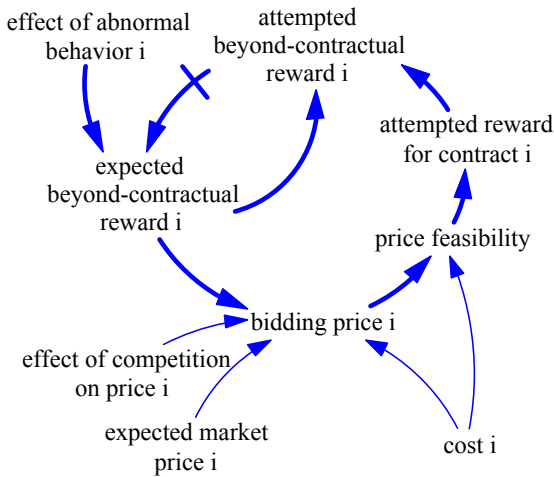 effect of abnormal
behavior i
attempted
beyond-contractual
reward i
attempted reward
for contract i
expected
beyond-contractual
reward i
price feasibility
bidding price i
effect of competition
on price i
expected market
price i
cost i